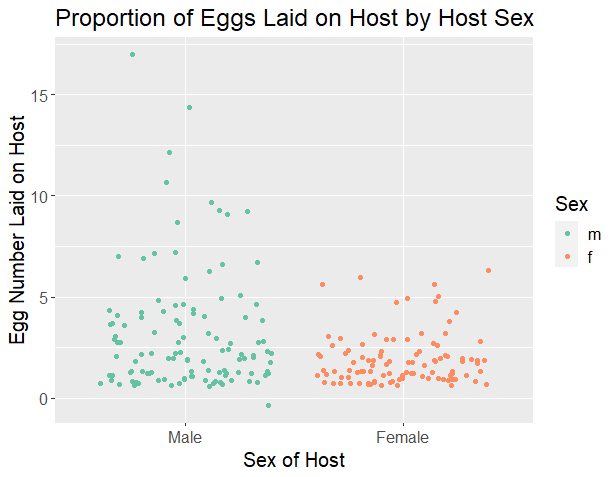 Proportion of Eggs Laid on Host by Host Sex
Egg Number Laid on Host
15
10
5
0
Male Female
Sex of Host
Sex
m
f